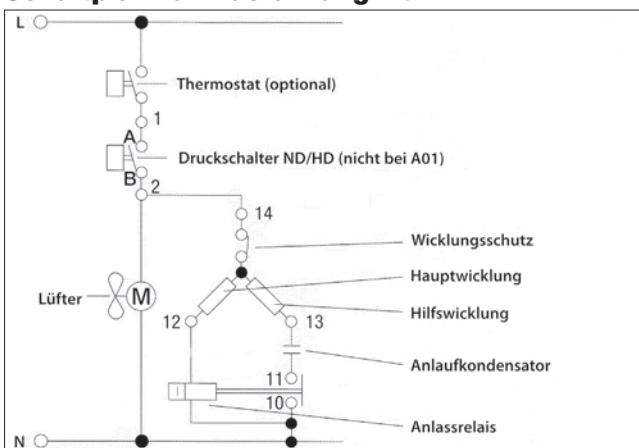 L
Thermostat (optional)
1
A
Druckschalter ND/HD (nicht bei A01)
B
2
14
Wicklungsschutz
Hauptwicklung
Lüfter
M
12
13
Hilfswicklung
Anlaufkondensator
11
10
Anlassrelais
N